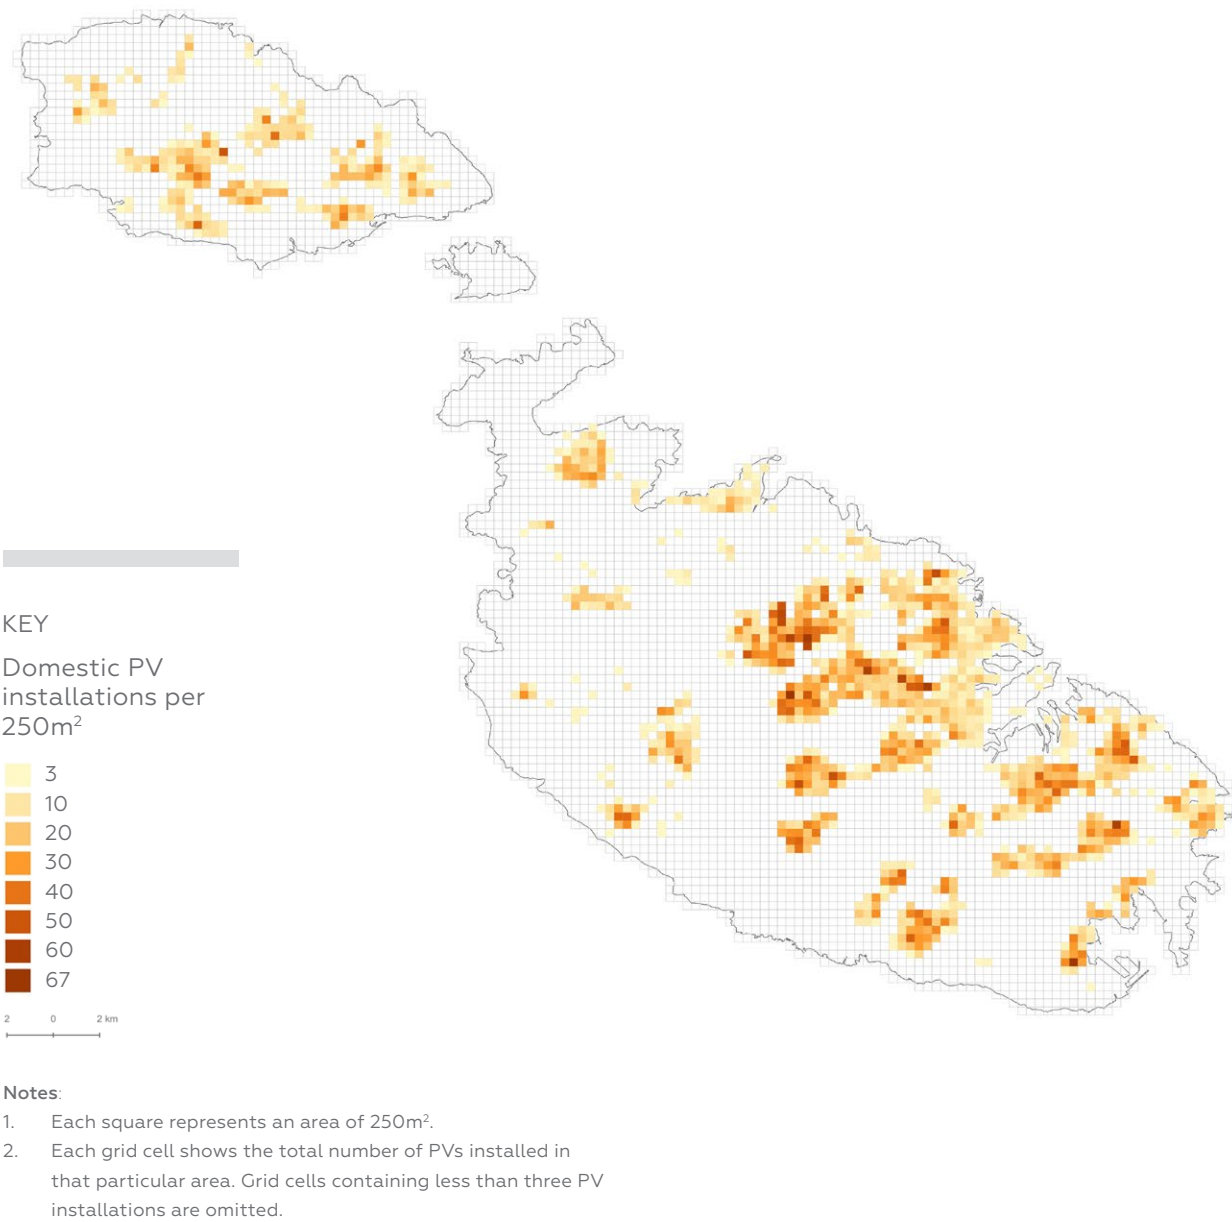 KEY
Domestic PV
installations per
250m²
3
10
20
30
40
50
60
67
2 0 2 km
Notes:
1. Each square represents an area of 250m².
2. Each grid cell shows the total number of PVs installed in
that particular area. Grid cells containing less than three PV
installations are omitted.